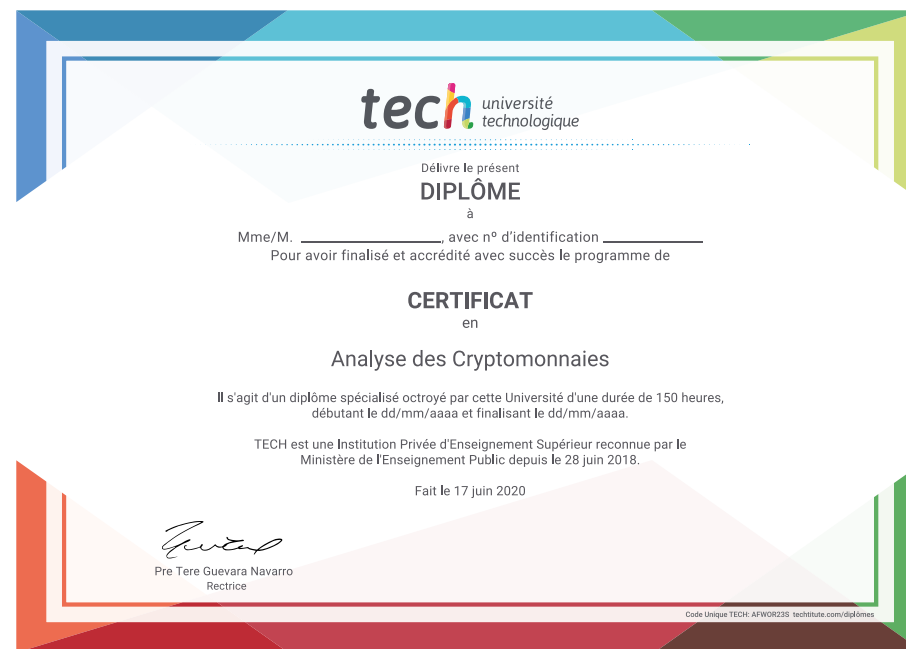 tech université
technologique
Délivre le présent
DIPLÔME
à
Mme/M. ____________________, avec nº d'identification ______________
Pour avoir finalisé et accrédité avec succès le programme de
CERTIFICAT
en
Analyse des Cryptomonnaies
Il s'agit d'un diplôme spécialisé octroyé par cette Université d'une durée de 150 heures,
débutant le dd/mm/aaaa et finalisant le dd/mm/aaaa.
TECH est une Institution Privée d'Enseignement Supérieur reconnue par le
Ministère de l'Enseignement Public depuis le 28 juin 2018.
Fait le 17 juin 2020
Pre Tere Guevara Navarro
Rectrice
Code Unique TECH: AFWOR23S techtitute.com/diplômes